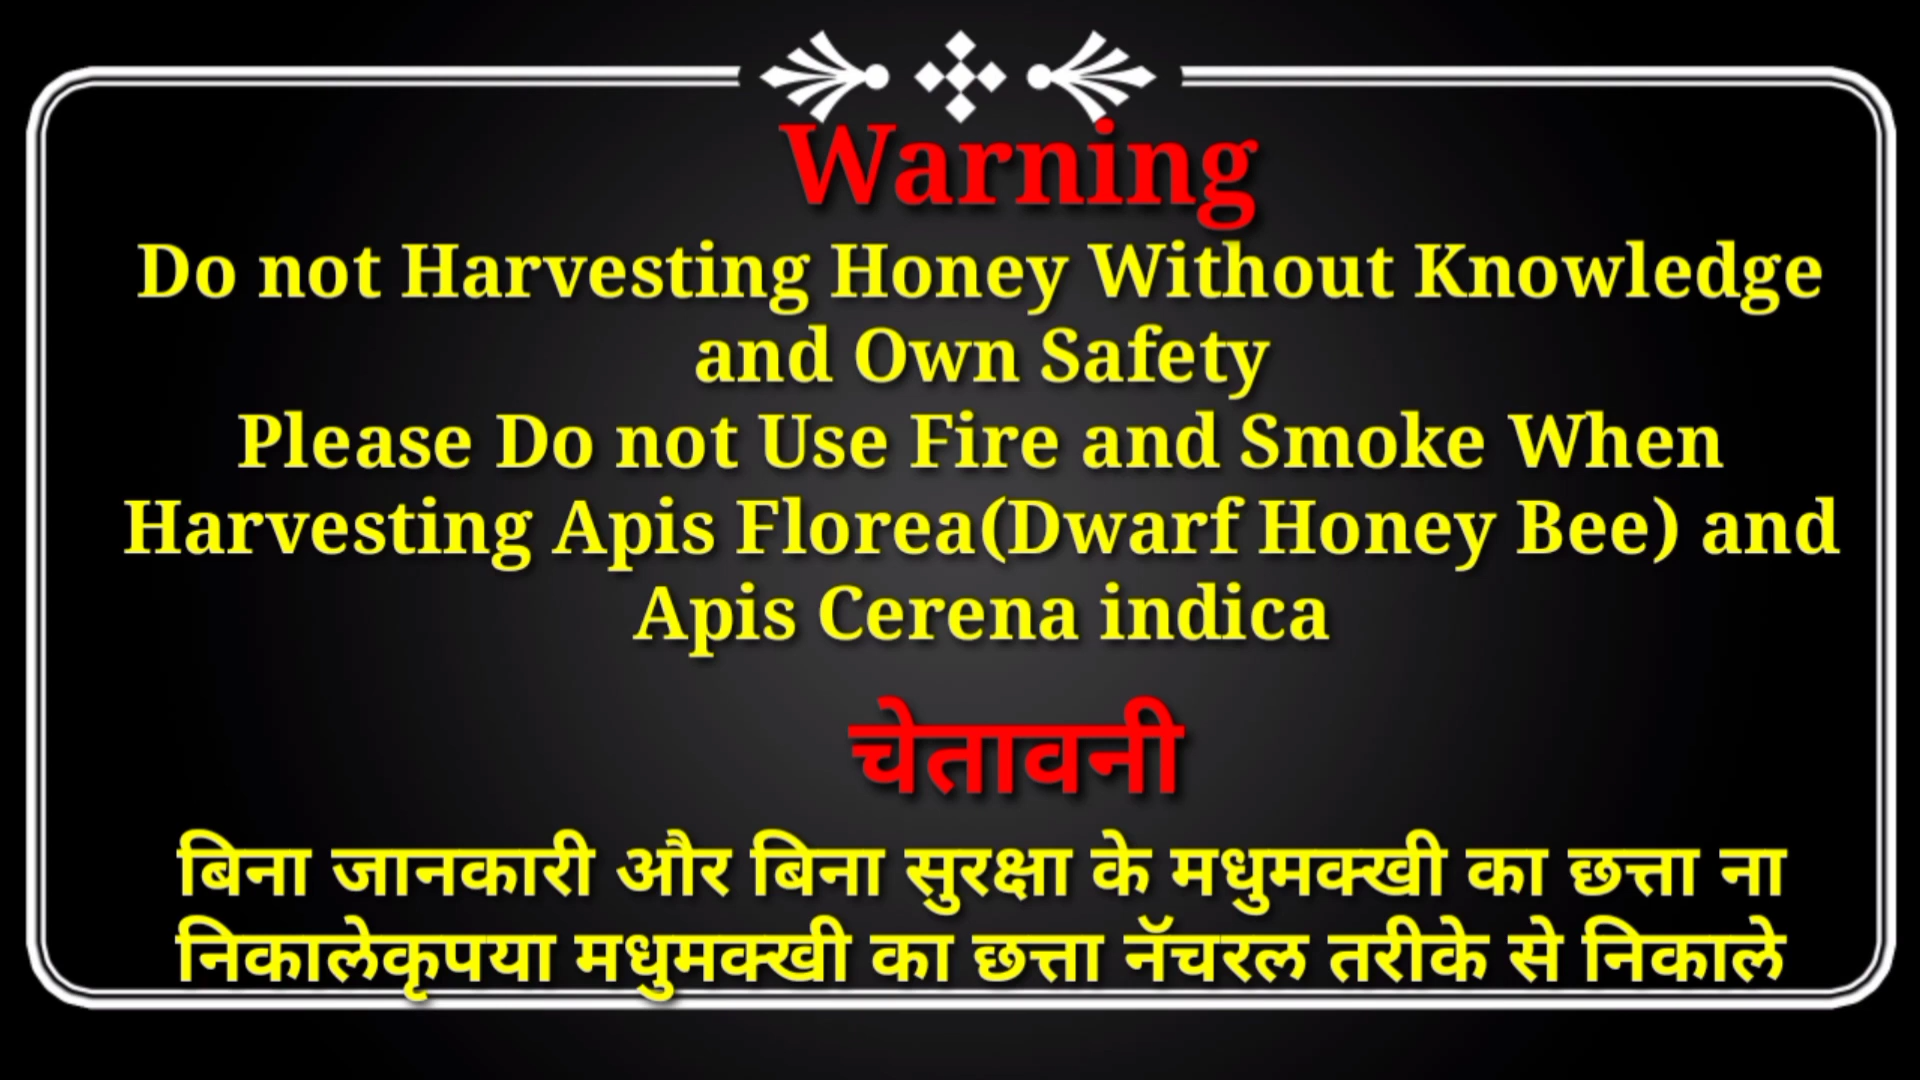 Warning
Do not Harvesting Honey Without Knowledge
and Own Safety
Please Do not Use Fire and Smoke When
Harvesting Apis Florea(Dwarf Honey Bee) and
Apis Cerena indica
चेतावनी
बिना जानकारी और बिना सुरक्षा के मधुमक्खी का छत्ता ना
निकालेकृपया मधुमक्खी का छत्ता नॅचरल तरीके से निकाले